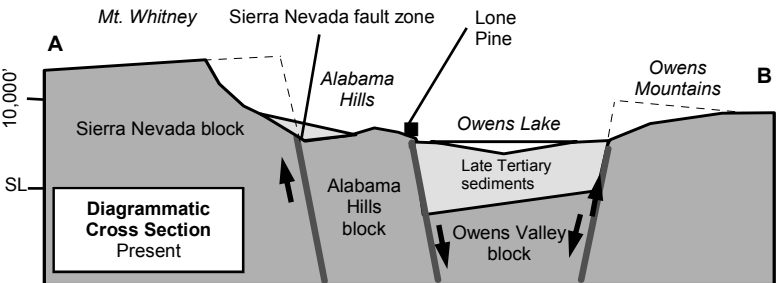 Mt. Whitney
Sierra Nevada fault zone
Lone
Pine
A
Alabama
Hills
Owens
Mountains
B
10,000'
Owens Lake
Sierra Nevada block
Late Tertiary
sediments
SL
Alabama
Hills
block
Diagrammatic
Cross Section
Present
Owens Valley
block